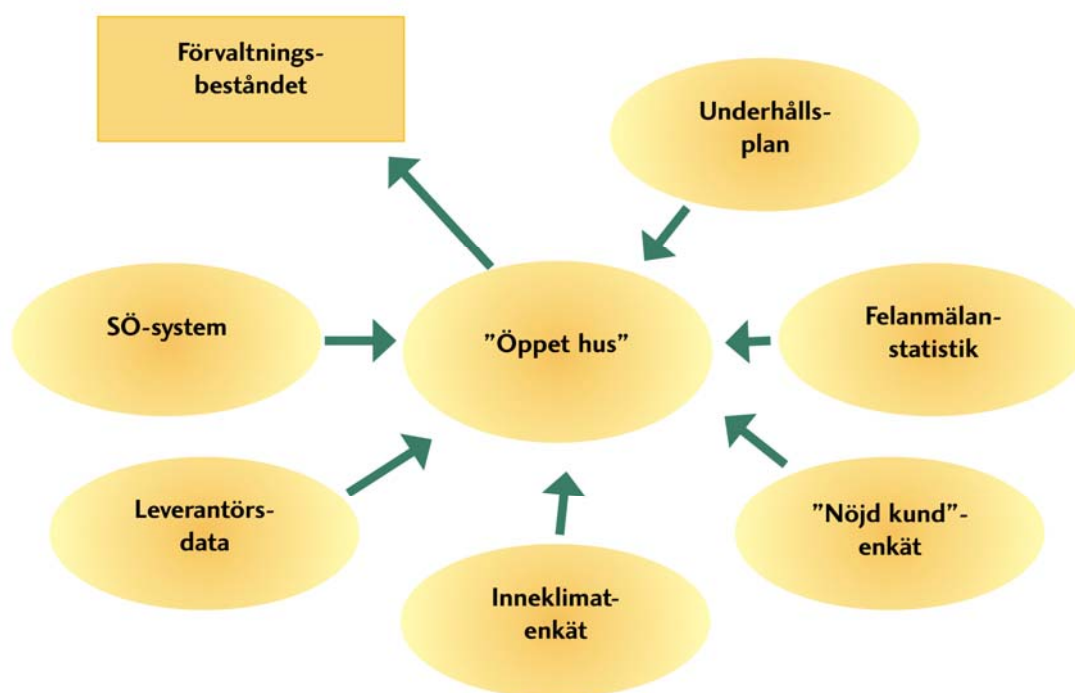 Förvaltnings-
beståndet
Underhålls-
plan
SÖ-system
”Öppet hus”
Felanmälan-
statistik
Leverantörs-
data
”Nöjd kund”-
enkät
Inneklimat-
enkät